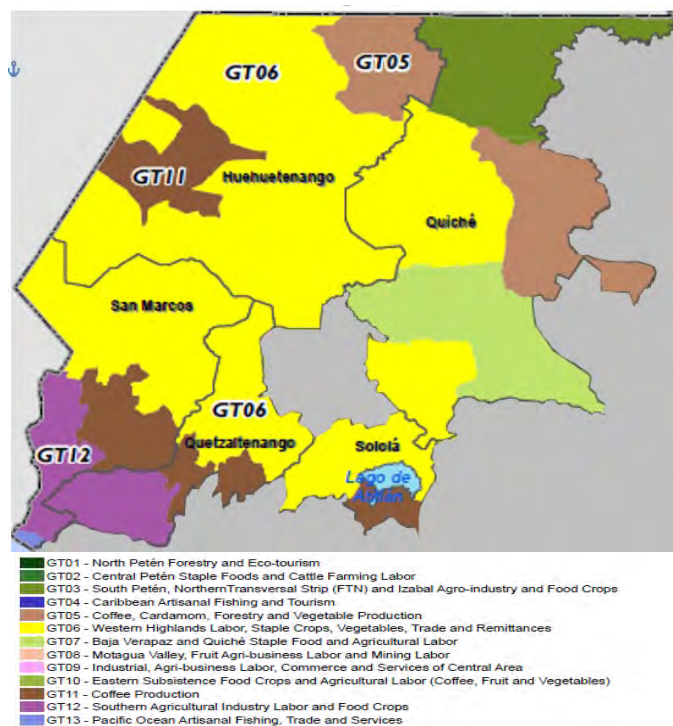 GT06
GT05
GT11
Huehuetenango
Quiché
San Marcos
GT06
Quetzaltenango
Sololá
GT12
Lago de
Atitlan
GT01 - North Petén Forestry and Eco-tourism
GT02 - Central Petén Staple Foods and Cattle Farming Labor
GT03 - South Petén, NorthernTransversal Strip (FTN) and Izabal Agro-industry and Food Crops
GT04 - Caribbean Artisanal Fishing and Tourism
GT05 - Coffee, Cardamom, Forestry and Vegetable Production
GT06 - Western Highlands Labor, Staple Crops, Vegetables, Trade and Remittances
GT07 - Baja Verapaz and Quiché Staple Food and Agricultural Labor
GT08 - Motagua Valley, Fruit Agri-business Labor and Mining Labor
GT09 - Industrial, Agri-business Labor, Commerce and Services of Central Area
GT10 - Eastern Subsistence Food Crops and Agricultural Labor (Coffee, Fruit and Vegetables)
GT11 - Coffee Production
GT12 - Southern Agricultural Industry Labor and Food Crops
GT13 - Pacific Ocean Artisanal Fishing, Trade and Services